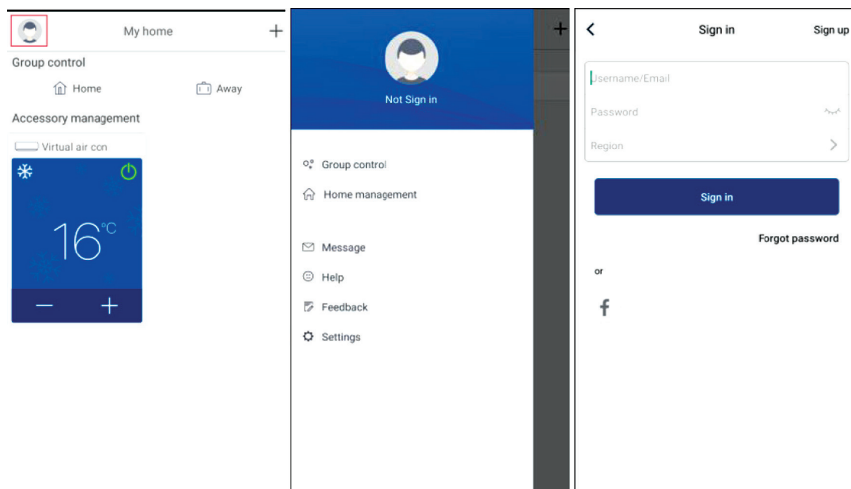 My home
Group control
Home
Away
Accessory management
Virtual air con
16°C
Not Sign in
Group control
Home management
Message
Help
Feedback
Settings
Sign in
Sign up
Username/Email
Password
Region
Sign in
Forgot password
or